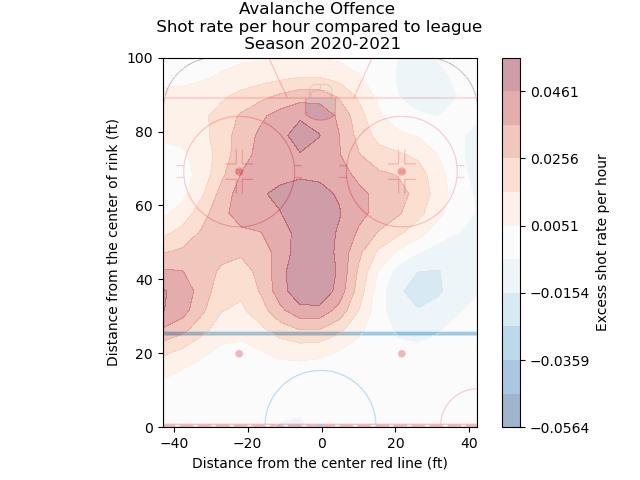 Avalanche Offence
Shot rate per hour compared to league
Season 2020-2021
100
80
60
40
20
0
Distance from the center of rink (ft)
−40
−20
0
20
40
Distance from the center red line (ft)
0.0461
0.0256
0.0051
−0.0154
−0.0359
−0.0564
Excess shot rate per hour